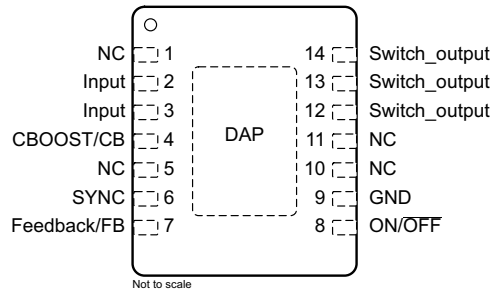 NC 1 14 Switch_output
Input 2 13 Switch_output
Input 3 12 Switch_output
CBOOST/CB 4 DAP 11 NC
NC 5 10 NC
SYNC 6 9 GND
Feedback/FB 7 8 ON/OFF
Not to scale